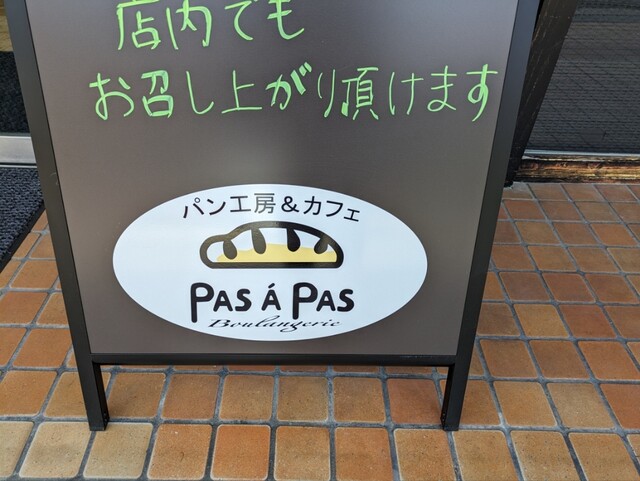 店内でも
お召し上がり頂けます
パン工房&カフェ
PAS Á PAS
Boulangerie